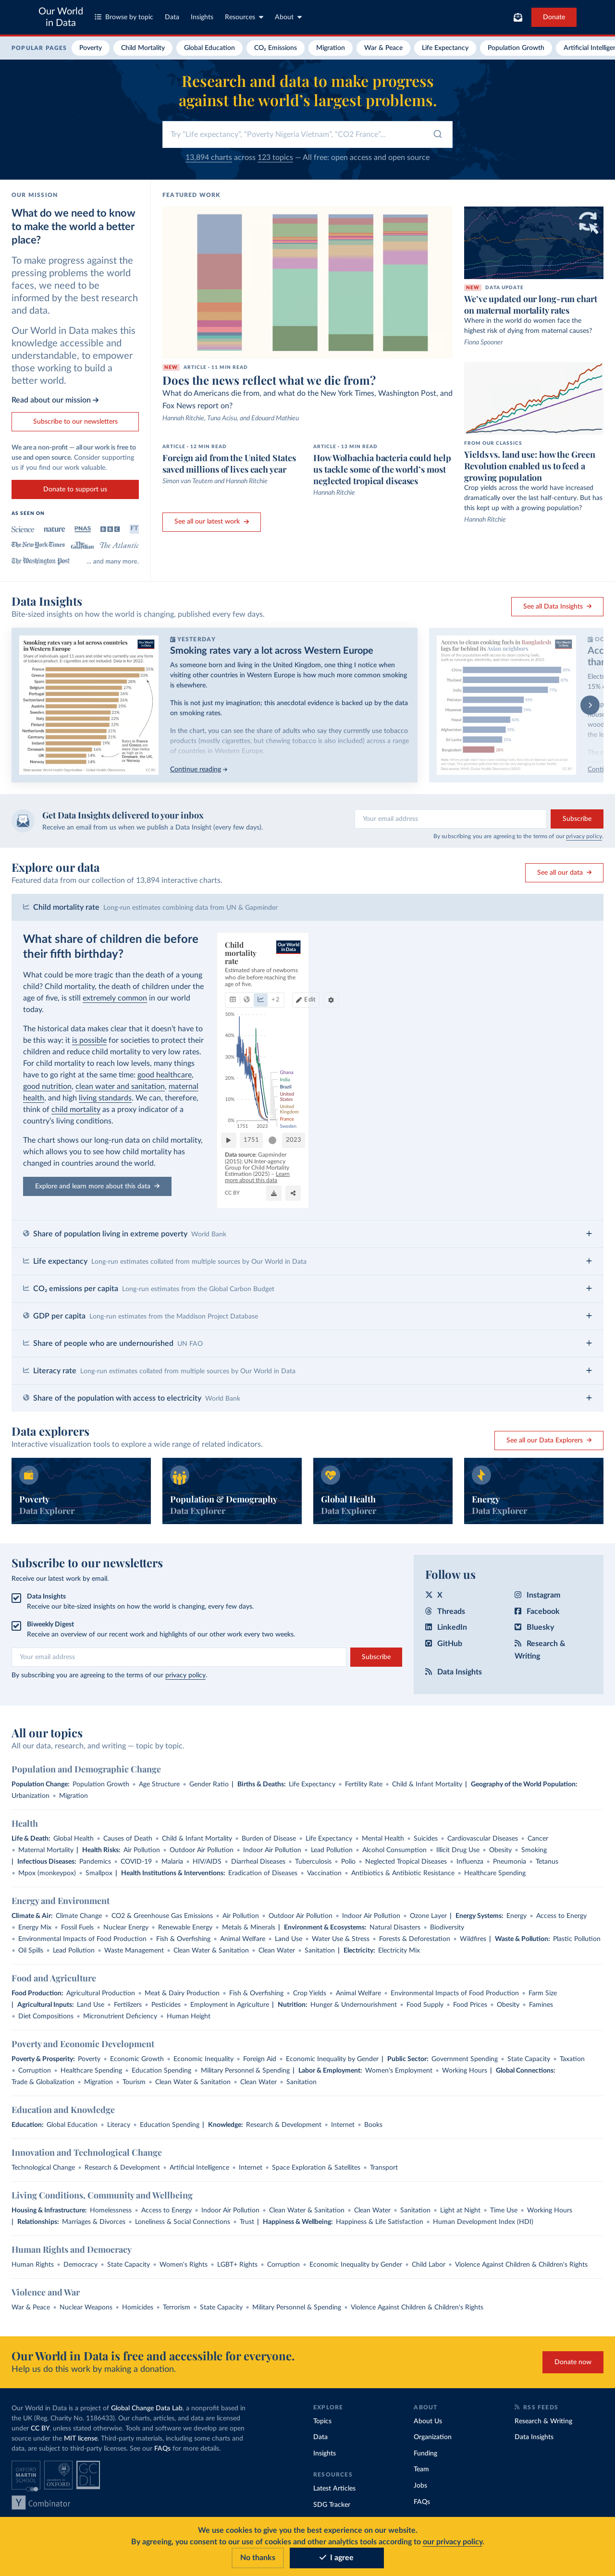 Our World in Data
Browse by topic
Data
Insights
Resources
About
Donate
POPULAR PAGES
Poverty
Child Mortality
Global Education
CO₂ Emissions
Migration
War & Peace
Life Expectancy
Population Growth
Artificial Intelligen
Research and data to make progress
against the world's largest problems.
Try "Life expectancy", "Poverty Nigeria Vietnam", "CO2 France"...
13,894 charts across 123 topics — All free: open access and open source
OUR MISSION
What do we need to know
to make the world a better
place?
To make progress against the
pressing problems the world
faces, we need to be
informed by the best research
and data.
Our World in Data makes this
knowledge accessible and
understandable, to empower
those working to build a
better world.
Read about our mission
Subscribe to our newsletters
We are a non-profit — all our work is free to
use and open source. Consider supporting
us if you find our work valuable.
Donate to support us
AS SEEN ON
Science
nature
PNAS
BBC
FT
The New York Times
The Guardian
The Atlantic
The Washington Post
... and many more.
FEATURED WORK
NEW ARTICLE - 11 MIN READ
Does the news reflect what we die from?
What do Americans die from, and what do the New York Times, Washington Post, and
Fox News report on?
Hannah Ritchie, Tuna Acisu, and Edouard Mathieu
ARTICLE - 12 MIN READ
Foreign aid from the United States
saved millions of lives each year
Simon van Teutem and Hannah Ritchie
ARTICLE - 13 MIN READ
How Wolbachia bacteria could help
us tackle some of the world's most
neglected tropical diseases
Hannah Ritchie
See all our latest work
NEW DATA UPDATE
We've updated our long-run chart
on maternal mortality rates
Where in the world do women face the
highest risk of dying from maternal causes?
Fiona Spooner
FROM OUR CLASSICS
Yields vs. land use: how the Green
Revolution enabled us to feed a
growing population
Crop yields across the world have increased
dramatically over the last half-century. But has
this kept up with a growing population?
Hannah Ritchie
Data Insights
Bite-sized insights on how the world is changing, published every few days.
See all Data Insights
Smoking rates vary a lot across countries
in Western Europe
YESTERDAY
Smoking rates vary a lot across Western Europe
As someone born and living in the United Kingdom, one thing I notice when
visiting other countries in Western Europe is how much more common smoking
is elsewhere.
This is not my just my imagination; this anecdotal evidence is backed up by the data
on smoking rates.
In the chart, you can see the share of adults who say they currently use tobacco
products (mostly cigarettes, but chewing tobacco is also included) across a range
of countries in Western Europe.
Continue reading
Access to clean cooking fuels in Bangladesh
lags far behind its Asian neighbors
Get Data Insights delivered to your inbox
Receive an email from us when we publish a Data Insight (every few days).
Your email address
Subscribe
By subscribing you are agreeing to the terms of our privacy policy.
Explore our data
Featured data from our collection of 13,894 interactive charts.
See all our data
Child mortality rate Long-run estimates combining data from UN & Gapminder
What share of children die before
their fifth birthday?
What could be more tragic than the death of a young
child? Child mortality, the death of children under the
age of five, is still extremely common in our world
today.
The historical data makes clear that it doesn't have to
be this way: it is possible for societies to protect their
children and reduce child mortality to very low rates.
For child mortality to reach low levels, many things
have to go right at the same time: good healthcare,
good nutrition, clean water and sanitation, maternal
health, and high living standards. We can, therefore,
think of child mortality as a proxy indicator of a
country's living conditions.
The chart shows our long-run data on child mortality,
which allows you to see how child mortality has
changed in countries around the world.
Explore and learn more about this data
Child
mortality
rate
Our World in Data
Estimated share of newborns
who die before reaching the
age of five.
+2
Edit
50%
40%
30%
20%
10%
0%
1751
2023
Ghana
India
Brazil
United States
United Kingdom
France
Sweden
1751
2023
Data source: Gapminder
(2015); UN Inter-agency
Group for Child Mortality
Estimation (2025) – Learn
more about this data
CC BY
Share of population living in extreme poverty World Bank
Life expectancy Long-run estimates collated from multiple sources by Our World in Data
CO₂ emissions per capita Long-run estimates from the Global Carbon Budget
GDP per capita Long-run estimates from the Maddison Project Database
Share of people who are undernourished UN FAO
Literacy rate Long-run estimates collated from multiple sources by Our World in Data
Share of the population with access to electricity World Bank
Data explorers
Interactive visualization tools to explore a wide range of related indicators.
See all our Data Explorers
Poverty
Data Explorer
Population & Demography
Data Explorer
Global Health
Data Explorer
Energy
Data Explorer
Subscribe to our newsletters
Receive our latest work by email.
Data Insights
Receive our bite-sized insights on how the world is changing, every few days.
Biweekly Digest
Receive an overview of our recent work and highlights of our other work every two weeks.
Your email address
Subscribe
By subscribing you are agreeing to the terms of our privacy policy.
Follow us
X
Instagram
Threads
Facebook
LinkedIn
Bluesky
GitHub
Research & Writing
Data Insights
All our topics
All our data, research, and writing — topic by topic.
Population and Demographic Change
Population Change: Population Growth • Age Structure • Gender Ratio | Births & Deaths: Life Expectancy • Fertility Rate • Child & Infant Mortality | Geography of the World Population:
Urbanization • Migration
Health
Life & Death: Global Health • Causes of Death • Child & Infant Mortality • Burden of Disease • Life Expectancy • Mental Health • Suicides • Cardiovascular Diseases • Cancer
• Maternal Mortality | Health Risks: Air Pollution • Outdoor Air Pollution • Indoor Air Pollution • Lead Pollution • Alcohol Consumption • Illicit Drug Use • Obesity • Smoking
| Infectious Diseases: Pandemics • COVID-19 • Malaria • HIV/AIDS • Diarrheal Diseases • Tuberculosis • Polio • Neglected Tropical Diseases • Influenza • Pneumonia • Tetanus
• Mpox (monkeypox) • Smallpox | Health Institutions & Interventions: Eradication of Diseases • Vaccination • Antibiotics & Antibiotic Resistance • Healthcare Spending
Energy and Environment
Climate & Air: Climate Change • CO2 & Greenhouse Gas Emissions • Air Pollution • Outdoor Air Pollution • Indoor Air Pollution • Ozone Layer | Energy Systems: Energy • Access to Energy
• Energy Mix • Fossil Fuels • Nuclear Energy • Renewable Energy • Metals & Minerals | Environment & Ecosystems: Natural Disasters • Biodiversity
• Environmental Impacts of Food Production • Fish & Overfishing • Animal Welfare • Land Use • Water Use & Stress • Forests & Deforestation • Wildfires | Waste & Pollution: Plastic Pollution
• Oil Spills • Lead Pollution • Waste Management • Clean Water & Sanitation • Clean Water • Sanitation | Electricity: Electricity Mix
Food and Agriculture
Food Production: Agricultural Production • Meat & Dairy Production • Fish & Overfishing • Crop Yields • Animal Welfare • Environmental Impacts of Food Production • Farm Size
| Agricultural Inputs: Land Use • Fertilizers • Pesticides • Employment in Agriculture | Nutrition: Hunger & Undernourishment • Food Supply • Food Prices • Obesity • Famines
• Diet Compositions • Micronutrient Deficiency • Human Height
Poverty and Economic Development
Poverty & Prosperity: Poverty • Economic Growth • Economic Inequality • Foreign Aid • Economic Inequality by Gender | Public Sector: Government Spending • State Capacity • Taxation
• Corruption • Healthcare Spending • Education Spending • Military Personnel & Spending | Labor & Employment: Women's Employment • Working Hours | Global Connections:
Trade & Globalization • Migration • Tourism • Clean Water & Sanitation • Clean Water • Sanitation
Education and Knowledge
Education: Global Education • Literacy • Education Spending | Knowledge: Research & Development • Internet • Books
Innovation and Technological Change
Technological Change • Research & Development • Artificial Intelligence • Internet • Space Exploration & Satellites • Transport
Living Conditions, Community and Wellbeing
Housing & Infrastructure: Homelessness • Access to Energy • Indoor Air Pollution • Clean Water & Sanitation • Clean Water • Sanitation • Light at Night • Time Use • Working Hours
| Relationships: Marriages & Divorces • Loneliness & Social Connections • Trust | Happiness & Wellbeing: Happiness & Life Satisfaction • Human Development Index (HDI)
Human Rights and Democracy
Human Rights • Democracy • State Capacity • Women's Rights • LGBT+ Rights • Corruption • Economic Inequality by Gender • Child Labor • Violence Against Children & Children's Rights
Violence and War
War & Peace • Nuclear Weapons • Homicides • Terrorism • State Capacity • Military Personnel & Spending • Violence Against Children & Children's Rights
Our World in Data is free and accessible for everyone.
Help us do this work by making a donation.
Donate now
Our World in Data is a project of Global Change Data Lab, a nonprofit based in
the UK (Reg. Charity No. 1186433). Our charts, articles, and data are licensed
under CC BY, unless stated otherwise. Tools and software we develop are open
source under the MIT license. Third-party materials, including some charts and
data, are subject to third-party licenses. See our FAQs for more details.
OXFORD MARTIN SCHOOL
UNIVERSITY OF OXFORD
GCDL
Y Combinator
EXPLORE
Topics
Data
Insights
RESOURCES
Latest Articles
SDG Tracker
ABOUT
About Us
Organization
Funding
Team
Jobs
FAQs
RSS FEEDS
Research & Writing
Data Insights
We use cookies to give you the best experience on our website.
By agreeing, you consent to our use of cookies and other analytics tools according to our privacy policy.
No thanks
I agree